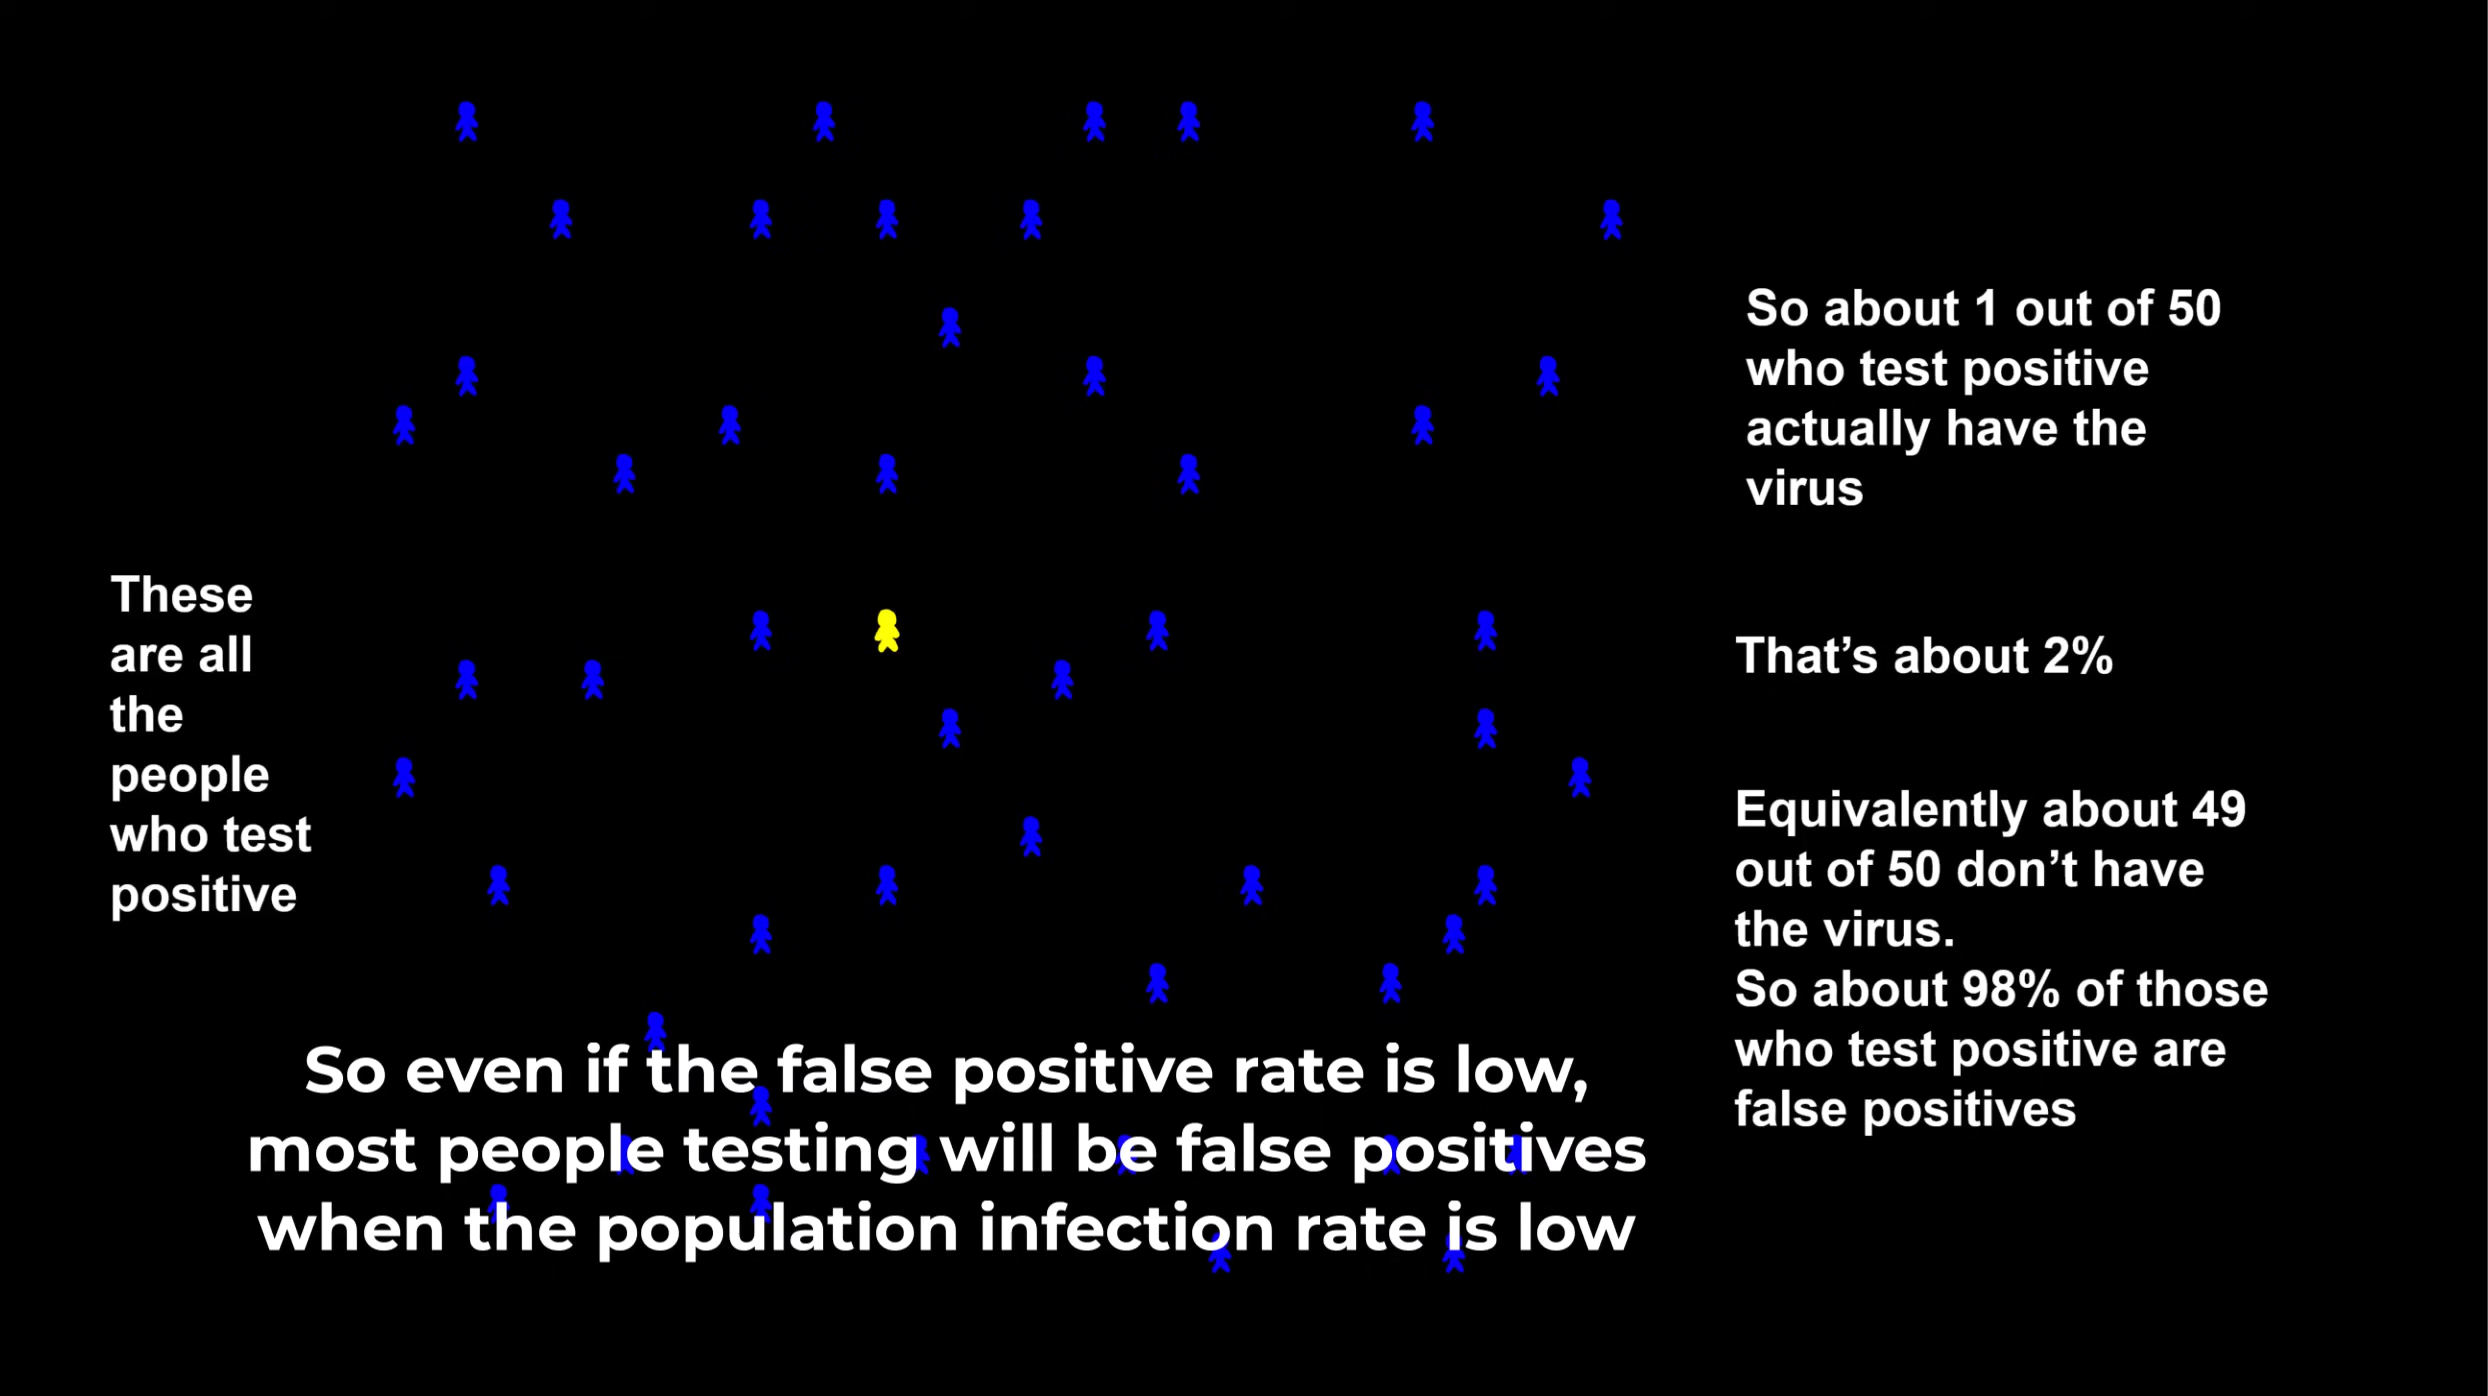 These
are all
the
people
who test
positive
So about 1 out of 50
who test positive
actually have the
virus
That’s about 2%
Equivalently about 49
out of 50 don’t have
the virus.
So about 98% of those
who test positive are
false positives
So even if the false positive rate is low,
most people testing will be false positives
when the population infection rate is low